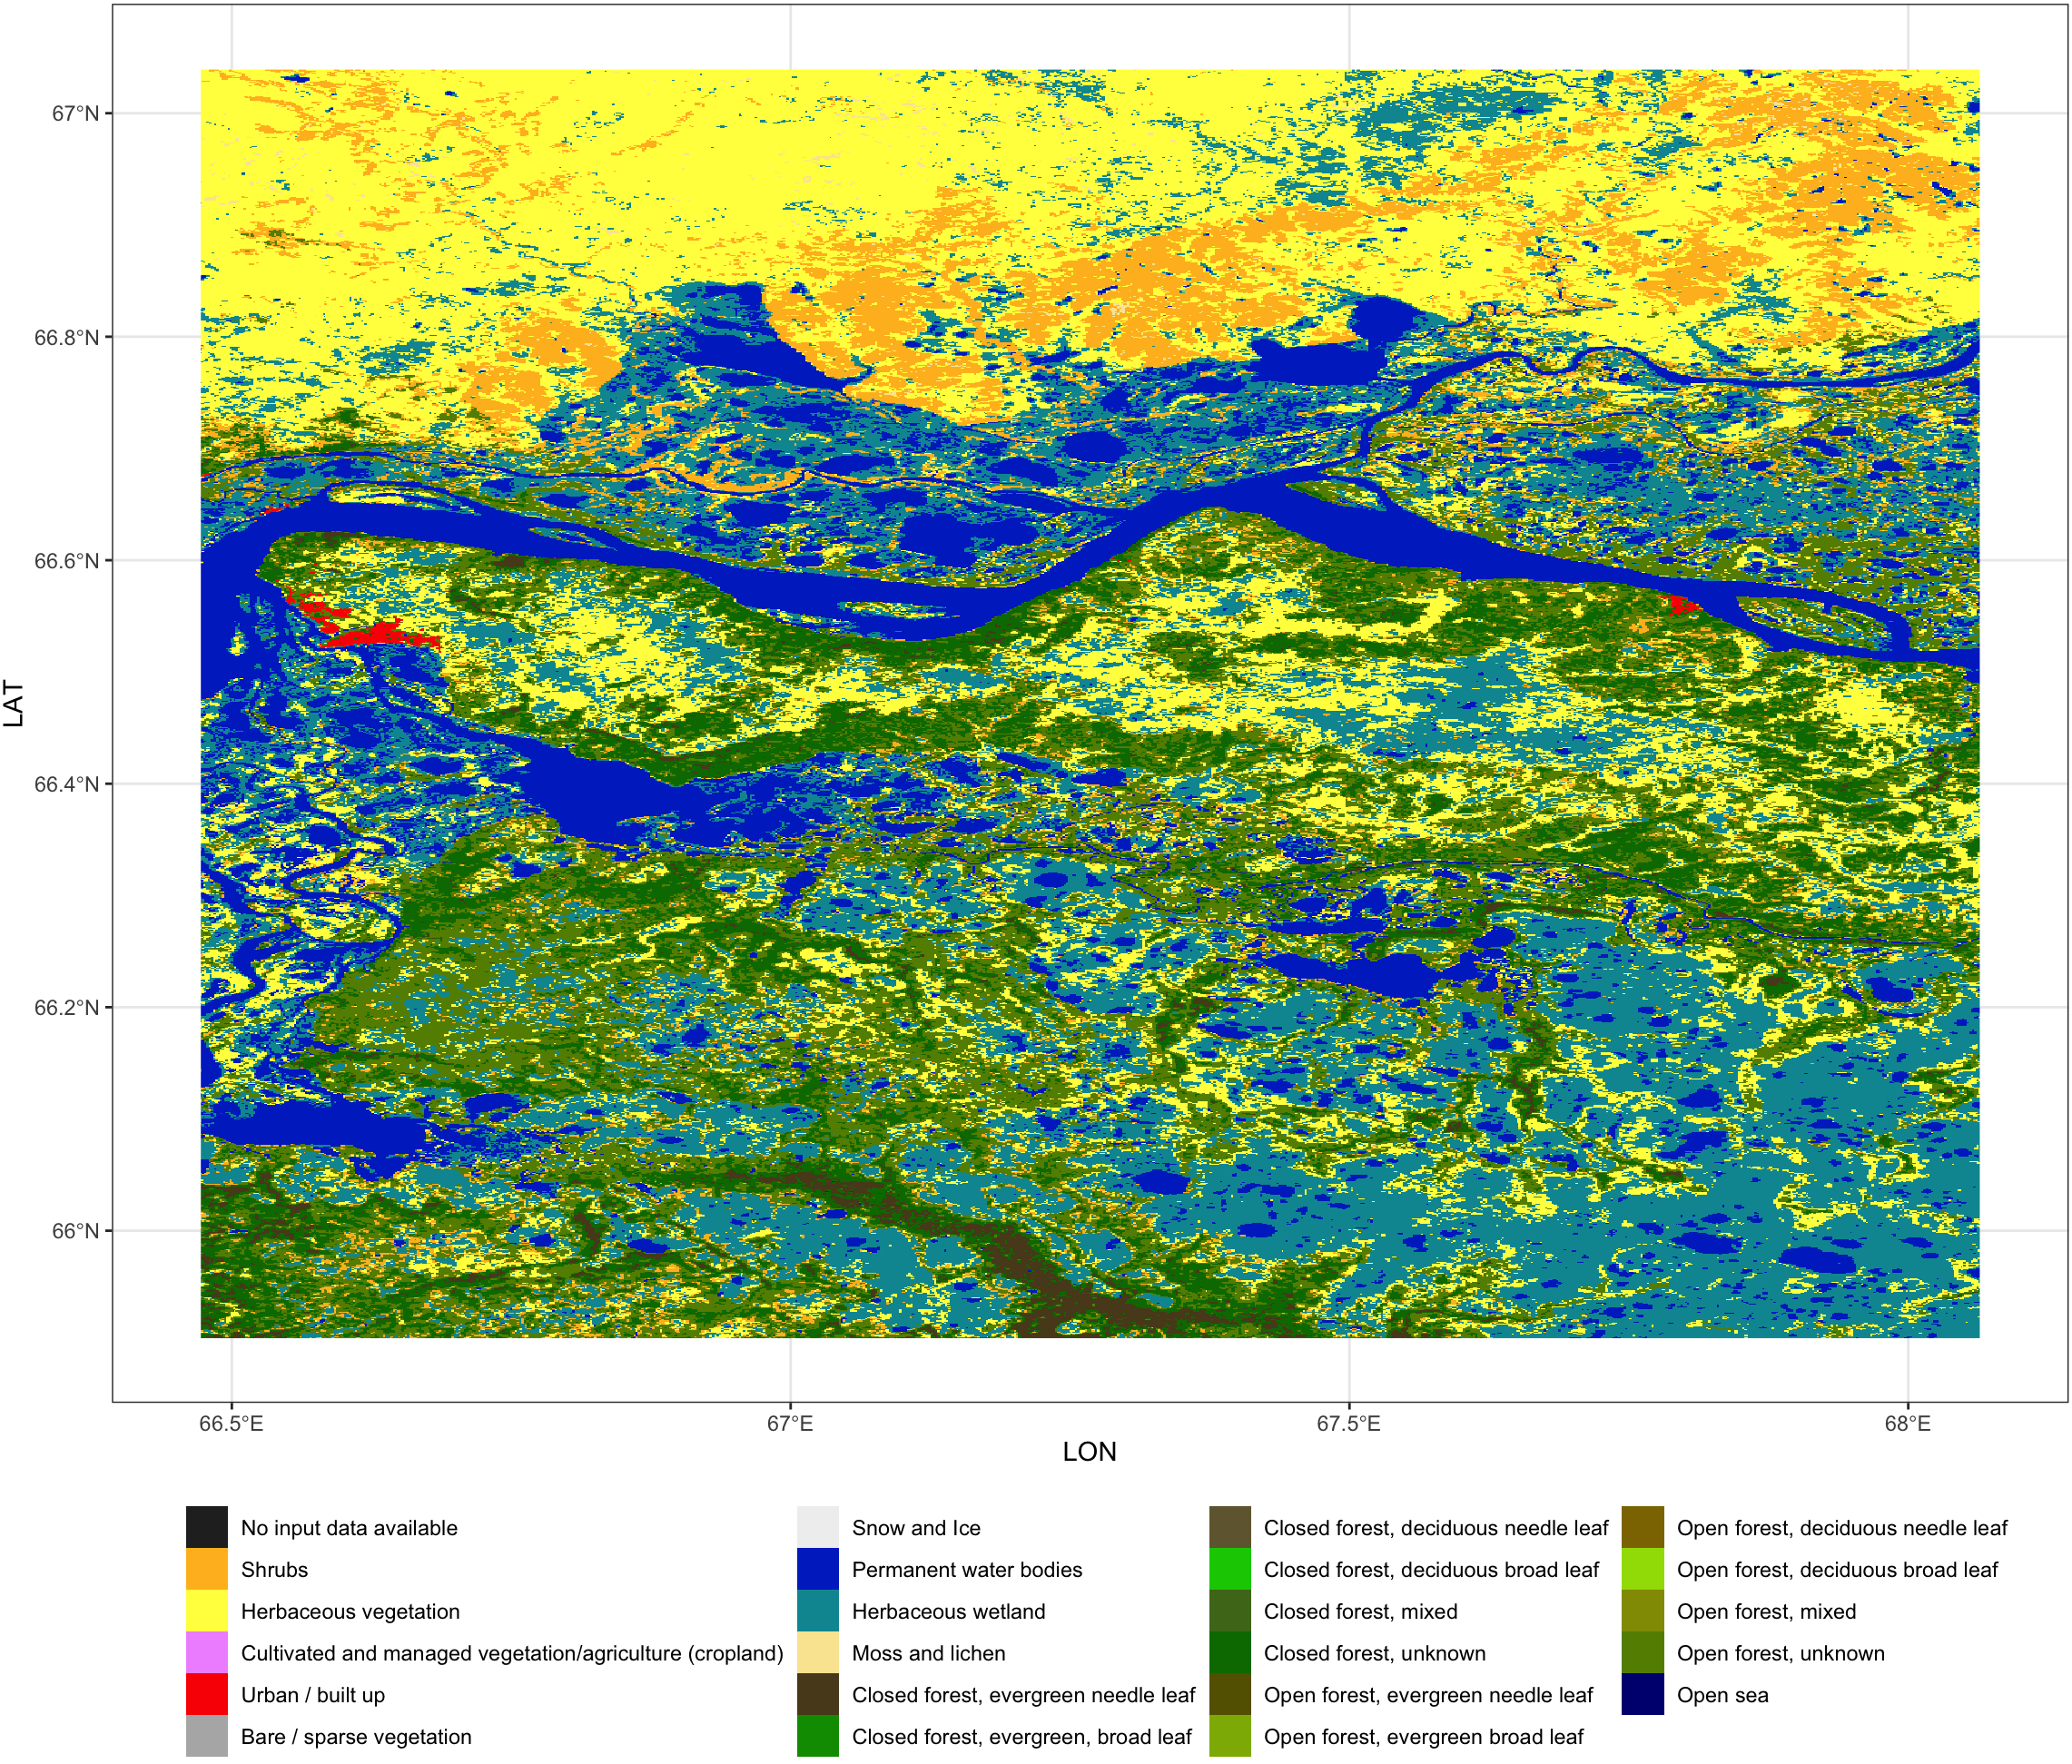 67°N
66.8°N
66.6°N
66.4°N
66.2°N
66°N
LAT
66.5°E 67°E 67.5°E 68°E
LON
No input data available
Shrubs
Herbaceous vegetation
Cultivated and managed vegetation/agriculture (cropland)
Urban / built up
Bare / sparse vegetation
Snow and Ice
Permanent water bodies
Herbaceous wetland
Moss and lichen
Closed forest, evergreen needle leaf
Closed forest, evergreen, broad leaf
Closed forest, deciduous needle leaf
Closed forest, deciduous broad leaf
Closed forest, mixed
Closed forest, unknown
Open forest, evergreen needle leaf
Open forest, evergreen broad leaf
Open forest, deciduous needle leaf
Open forest, deciduous broad leaf
Open forest, mixed
Open forest, unknown
Open sea